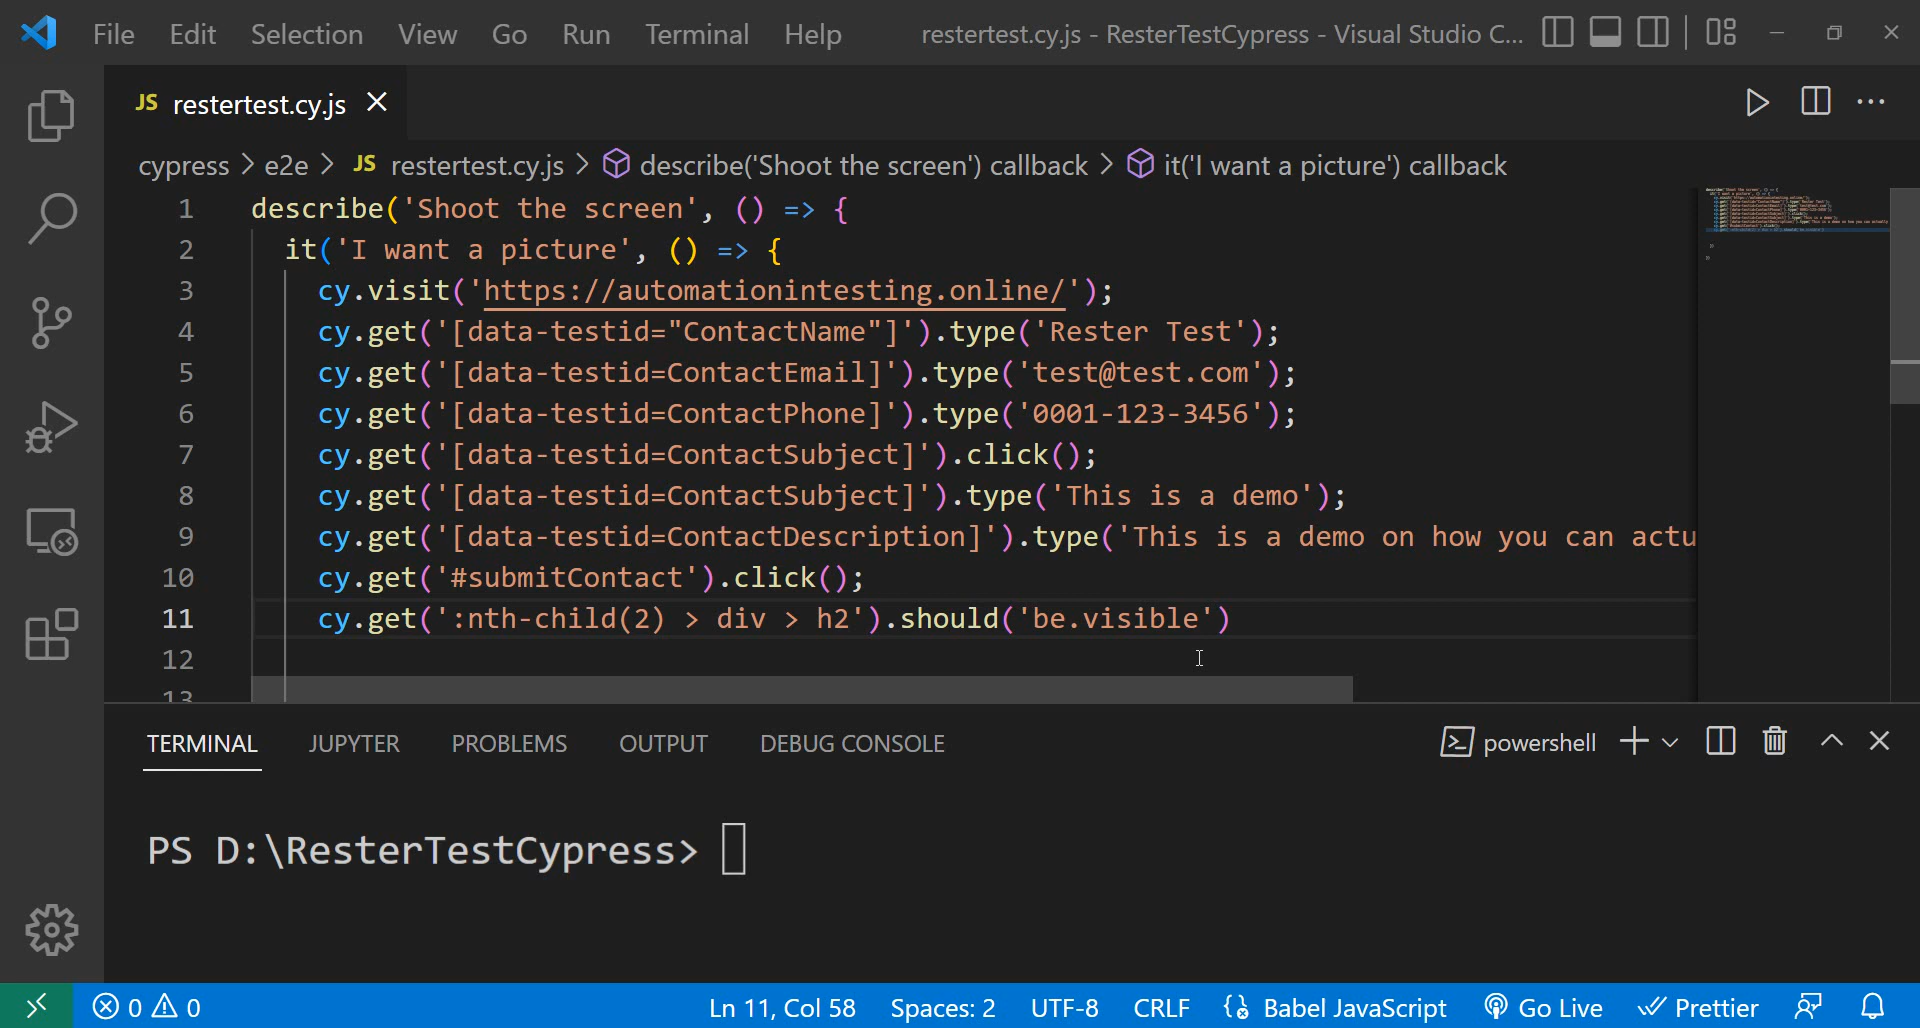 File Edit Selection View Go Run Terminal Help restertest.cy.js - ResterTestCypress - Visual Studio C...
JS restertest.cy.js
cypress > e2e > JS restertest.cy.js > describe('Shoot the screen') callback > it('I want a picture') callback
1 describe('Shoot the screen', () => {
2 it('I want a picture', () => {
3 cy.visit('https://automationintesting.online/');
4 cy.get('[data-testid="ContactName"]').type('Rester Test');
5 cy.get('[data-testid=ContactEmail]').type('test@test.com');
6 cy.get('[data-testid=ContactPhone]').type('0001-123-3456');
7 cy.get('[data-testid=ContactSubject]').click();
8 cy.get('[data-testid=ContactSubject]').type('This is a demo');
9 cy.get('[data-testid=ContactDescription]').type('This is a demo on how you can actu
10 cy.get('#submitContact').click();
11 cy.get(':nth-child(2) > div > h2').should('be.visible')
12
13
TERMINAL JUPYTER PROBLEMS OUTPUT DEBUG CONSOLE powershell
PS D:\ResterTestCypress>
0 0 Ln 11, Col 58 Spaces: 2 UTF-8 CRLF {} Babel JavaScript Go Live Prettier